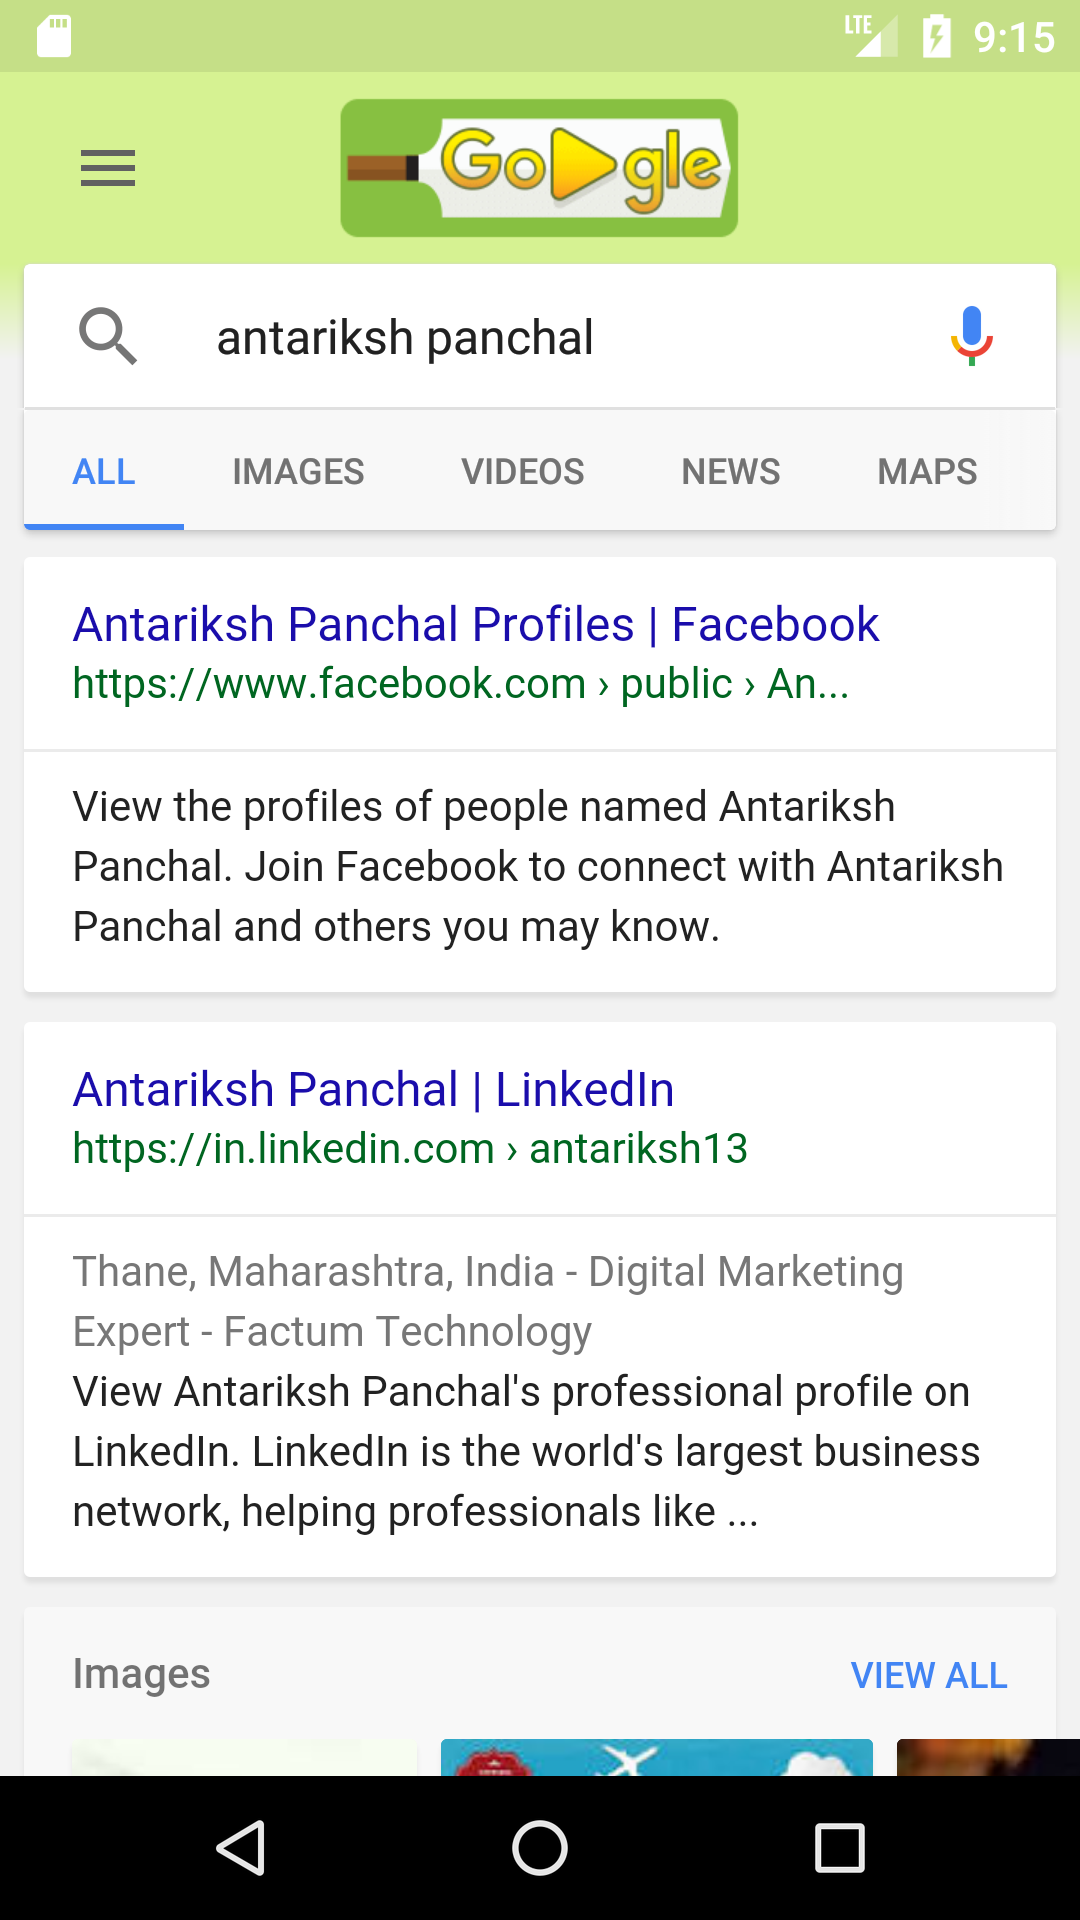 LTE 9:15
Google
antariksh panchal
ALL IMAGES VIDEOS NEWS MAPS
Antariksh Panchal Profiles | Facebook
https://www.facebook.com › public › An...
View the profiles of people named Antariksh
Panchal. Join Facebook to connect with Antariksh
Panchal and others you may know.
Antariksh Panchal | LinkedIn
https://in.linkedin.com › antariksh13
Thane, Maharashtra, India - Digital Marketing
Expert - Factum Technology
View Antariksh Panchal's professional profile on
LinkedIn. LinkedIn is the world's largest business
network, helping professionals like ...
Images VIEW ALL